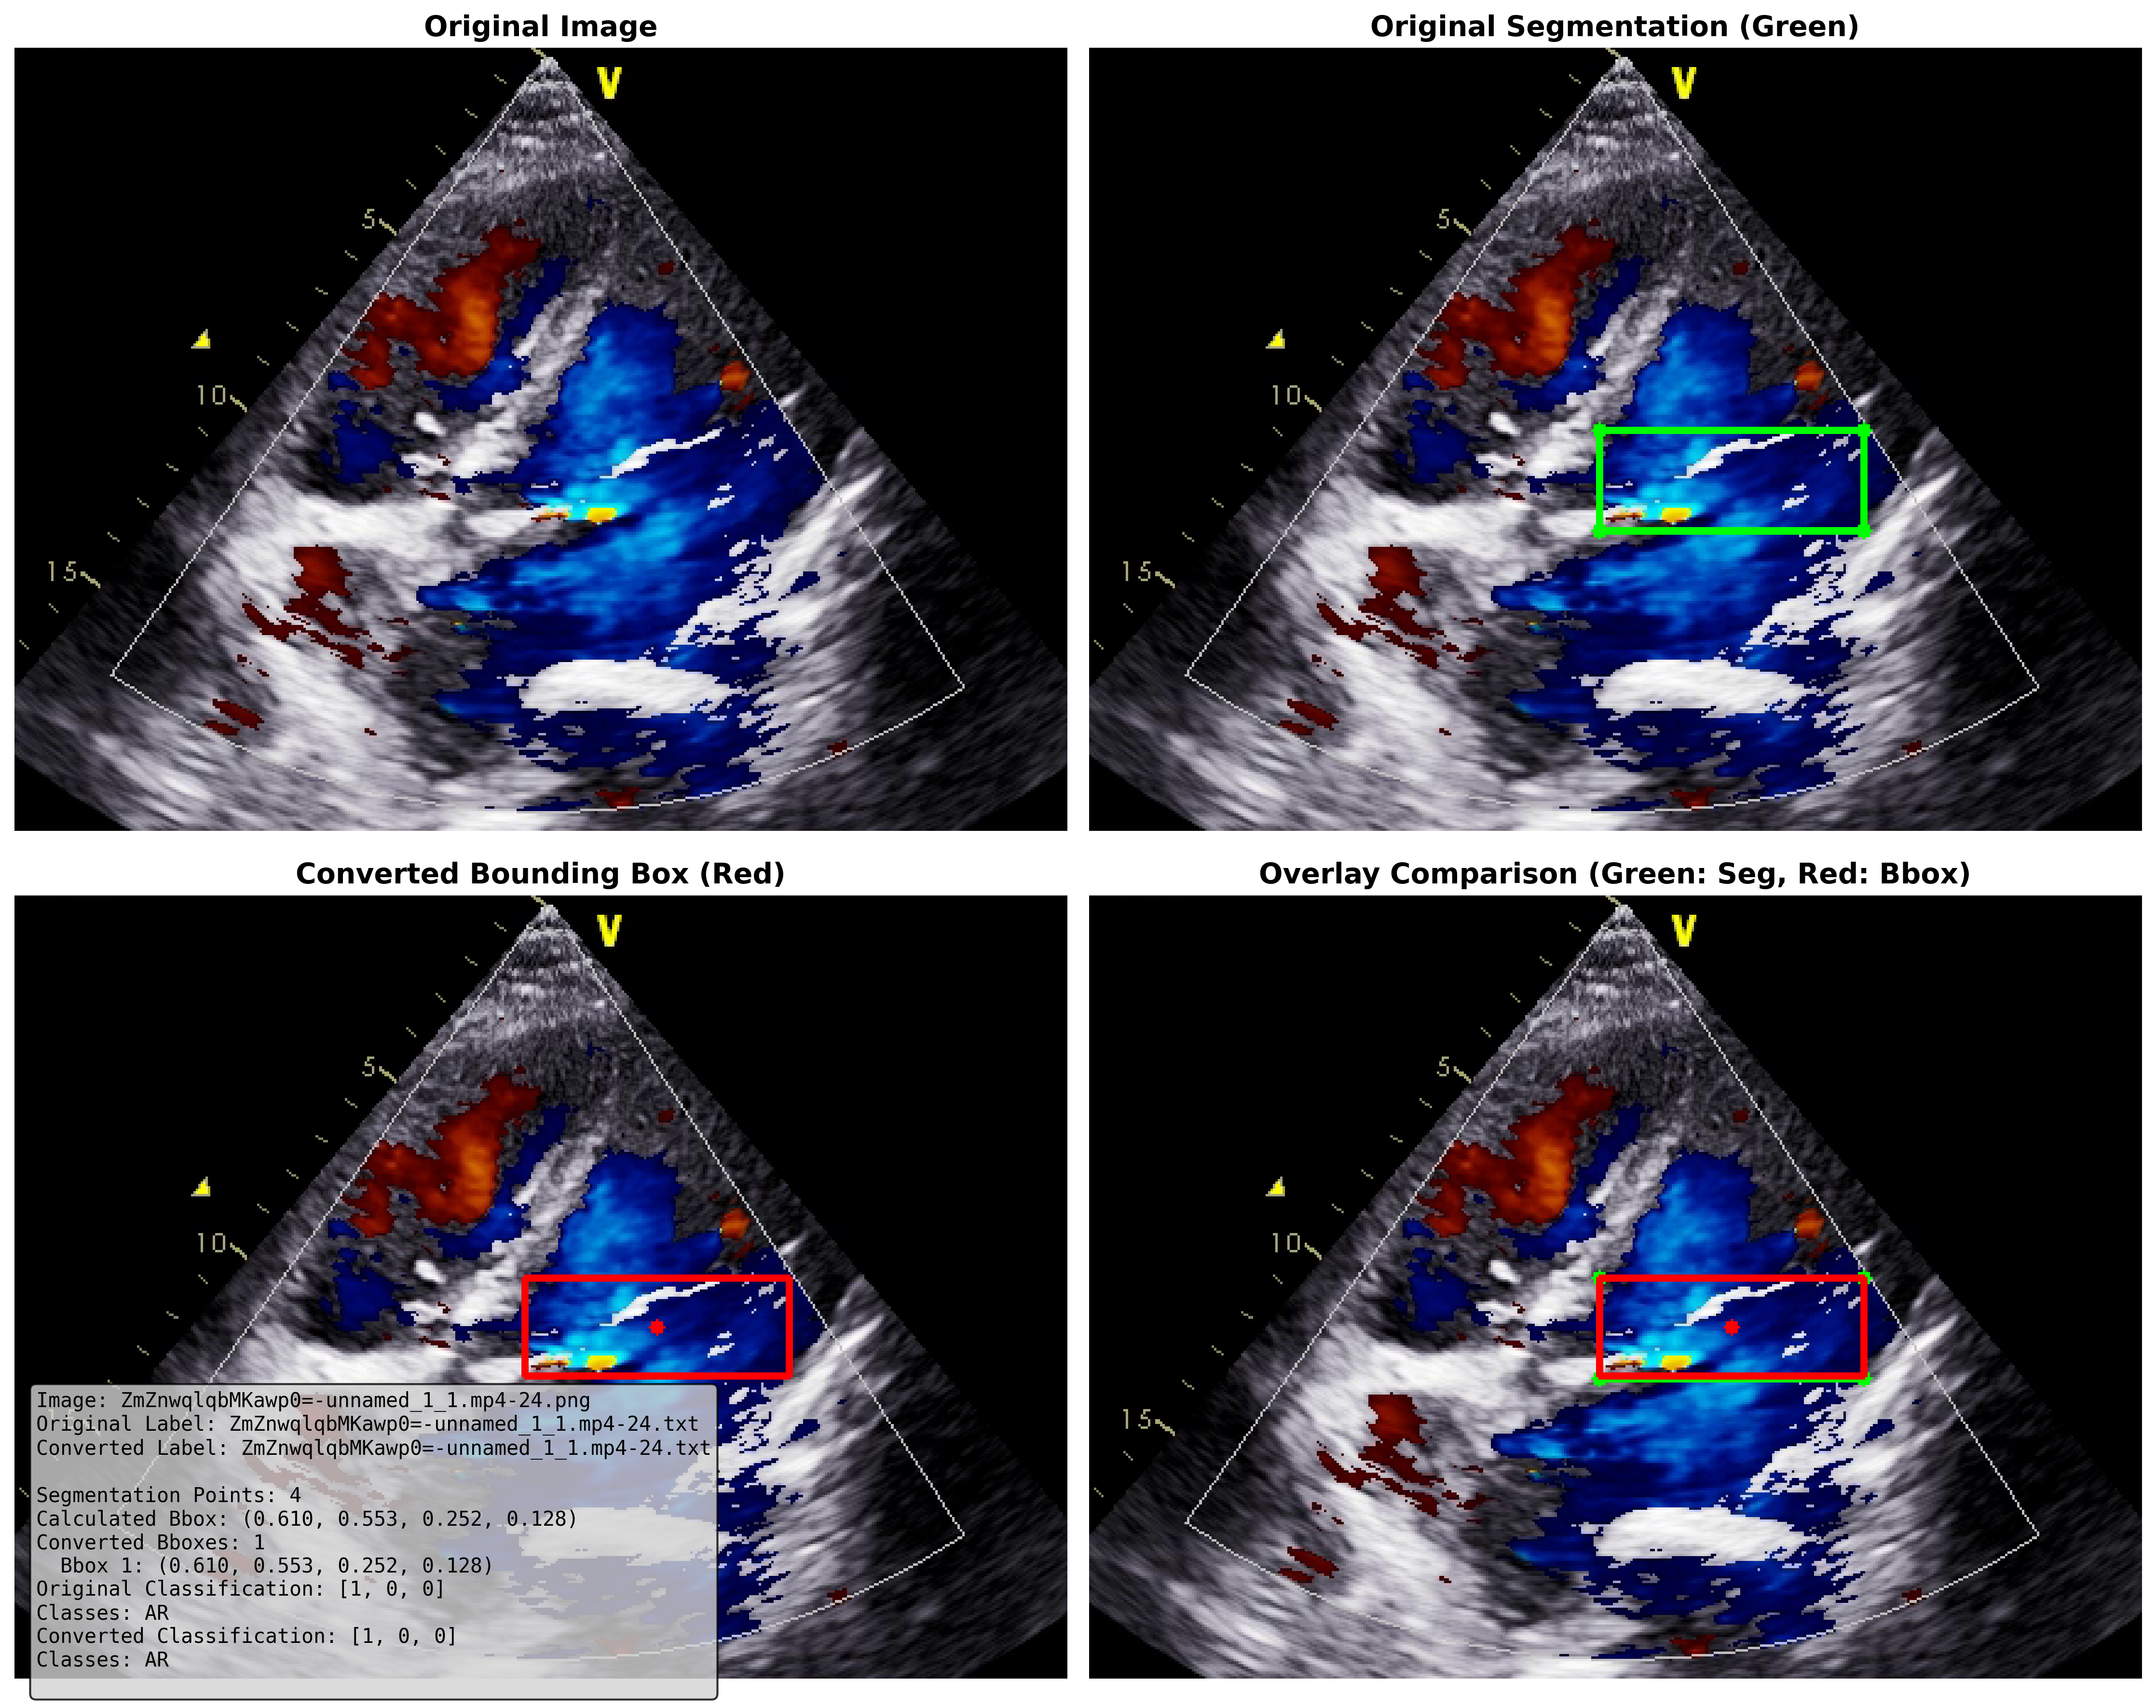 Original Image
Original Segmentation (Green)
V
5
10
15
V
5
10
15
Converted Bounding Box (Red)
Overlay Comparison (Green: Seg, Red: Bbox)
V
5
10
V
5
10
15
Image: ZmZnwqlqbMKawp0=-unnamed_1_1.mp4-24.png
Original Label: ZmZnwqlqbMKawp0=-unnamed_1_1.mp4-24.txt
Converted Label: ZmZnwqlqbMKawp0=-unnamed_1_1.mp4-24.txt
Segmentation Points: 4
Calculated Bbox: (0.610, 0.553, 0.252, 0.128)
Converted Bboxes: 1
Bbox 1: (0.610, 0.553, 0.252, 0.128)
Original Classification: [1, 0, 0]
Classes: AR
Converted Classification: [1, 0, 0]
Classes: AR